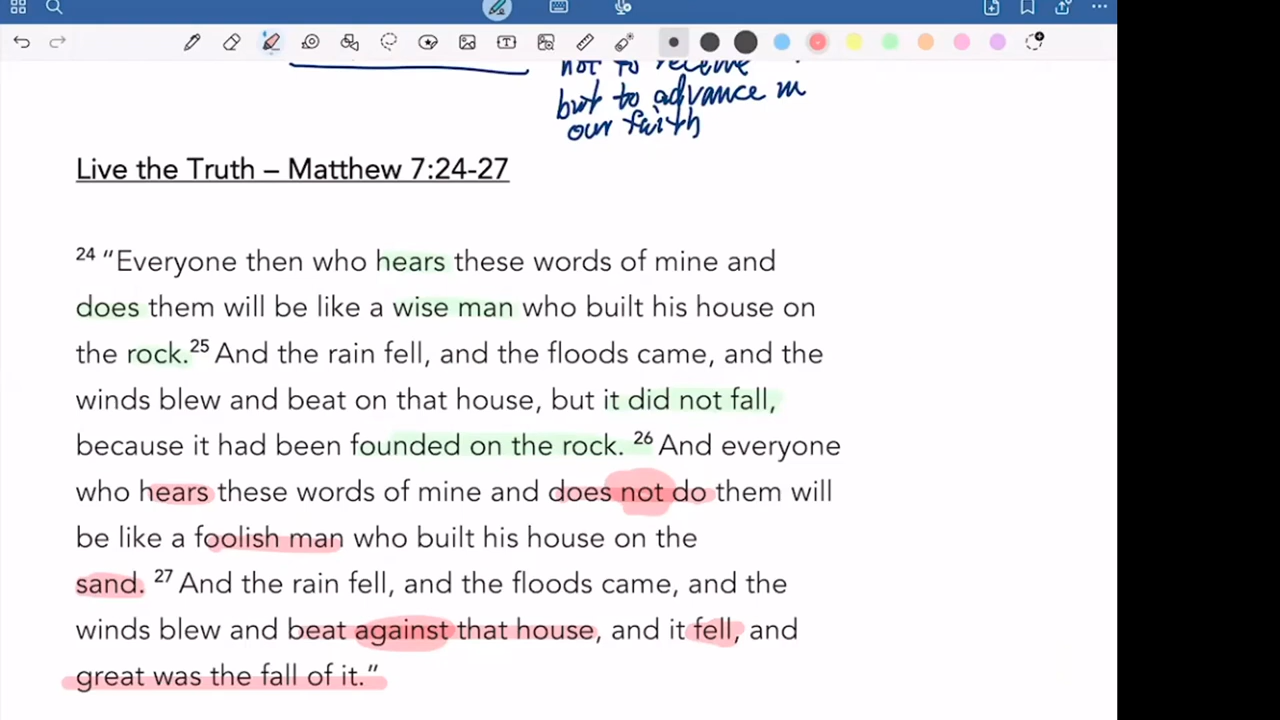 not to receive
but to advance in
our faith
Live the Truth – Matthew 7:24-27
24 “Everyone then who hears these words of mine and
does them will be like a wise man who built his house on
the rock.25 And the rain fell, and the floods came, and the
winds blew and beat on that house, but it did not fall,
because it had been founded on the rock. 26 And everyone
who hears these words of mine and does not do them will
be like a foolish man who built his house on the
sand. 27 And the rain fell, and the floods came, and the
winds blew and beat against that house, and it fell, and
great was the fall of it.”